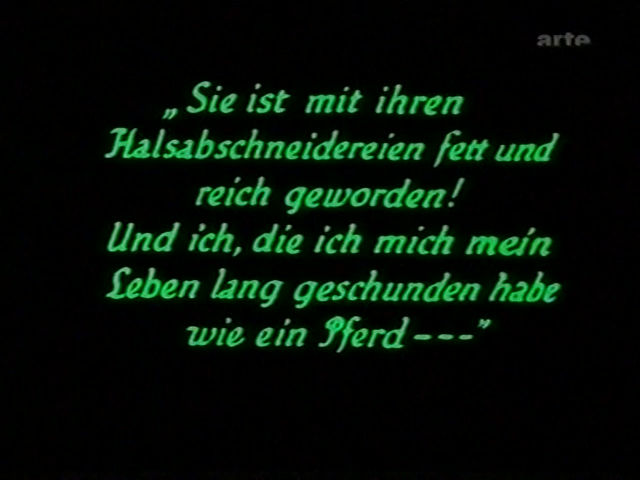 arte
„Sie ist mit ihren
Halsabschneidereien fett und
reich geworden!
Und ich, die ich mich mein
Leben lang geschunden habe
wie ein Pferd - - -”